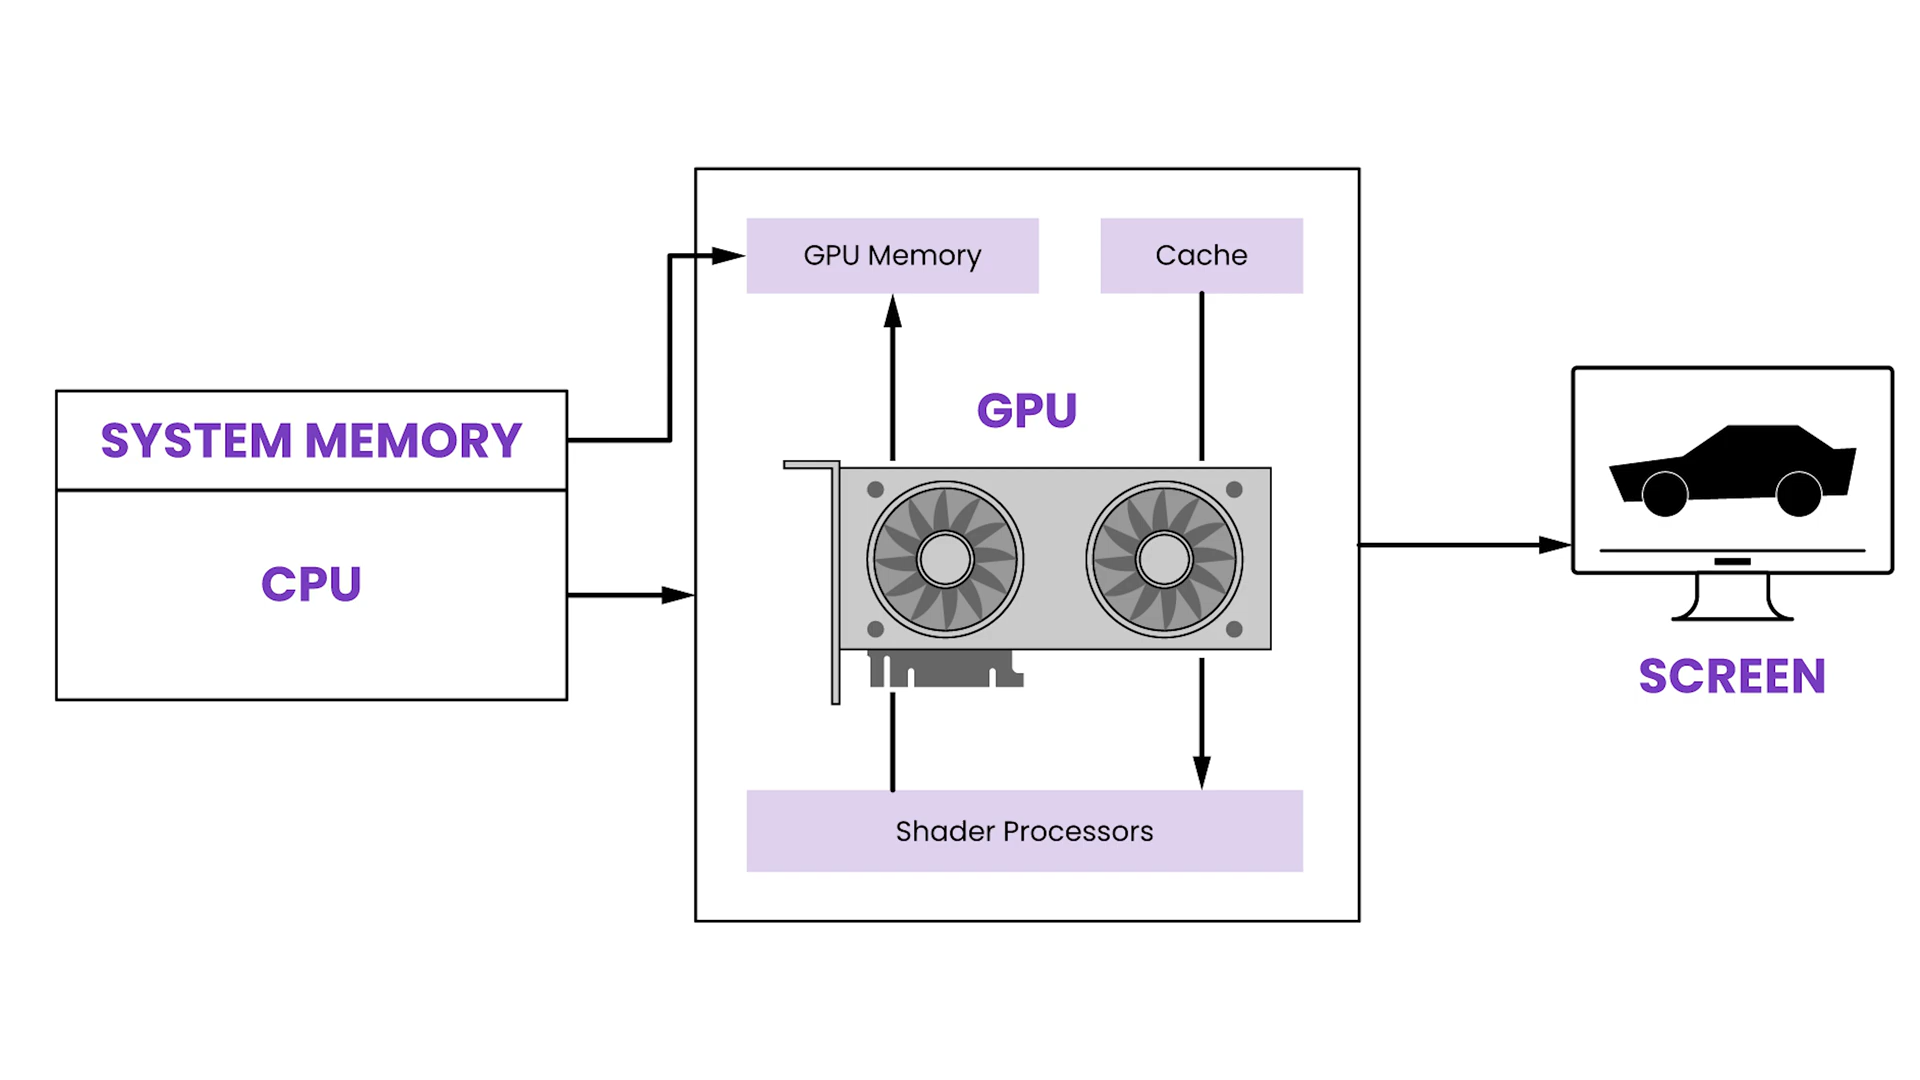 SYSTEM MEMORY
CPU
GPU Memory
Cache
GPU
Shader Processors
SCREEN